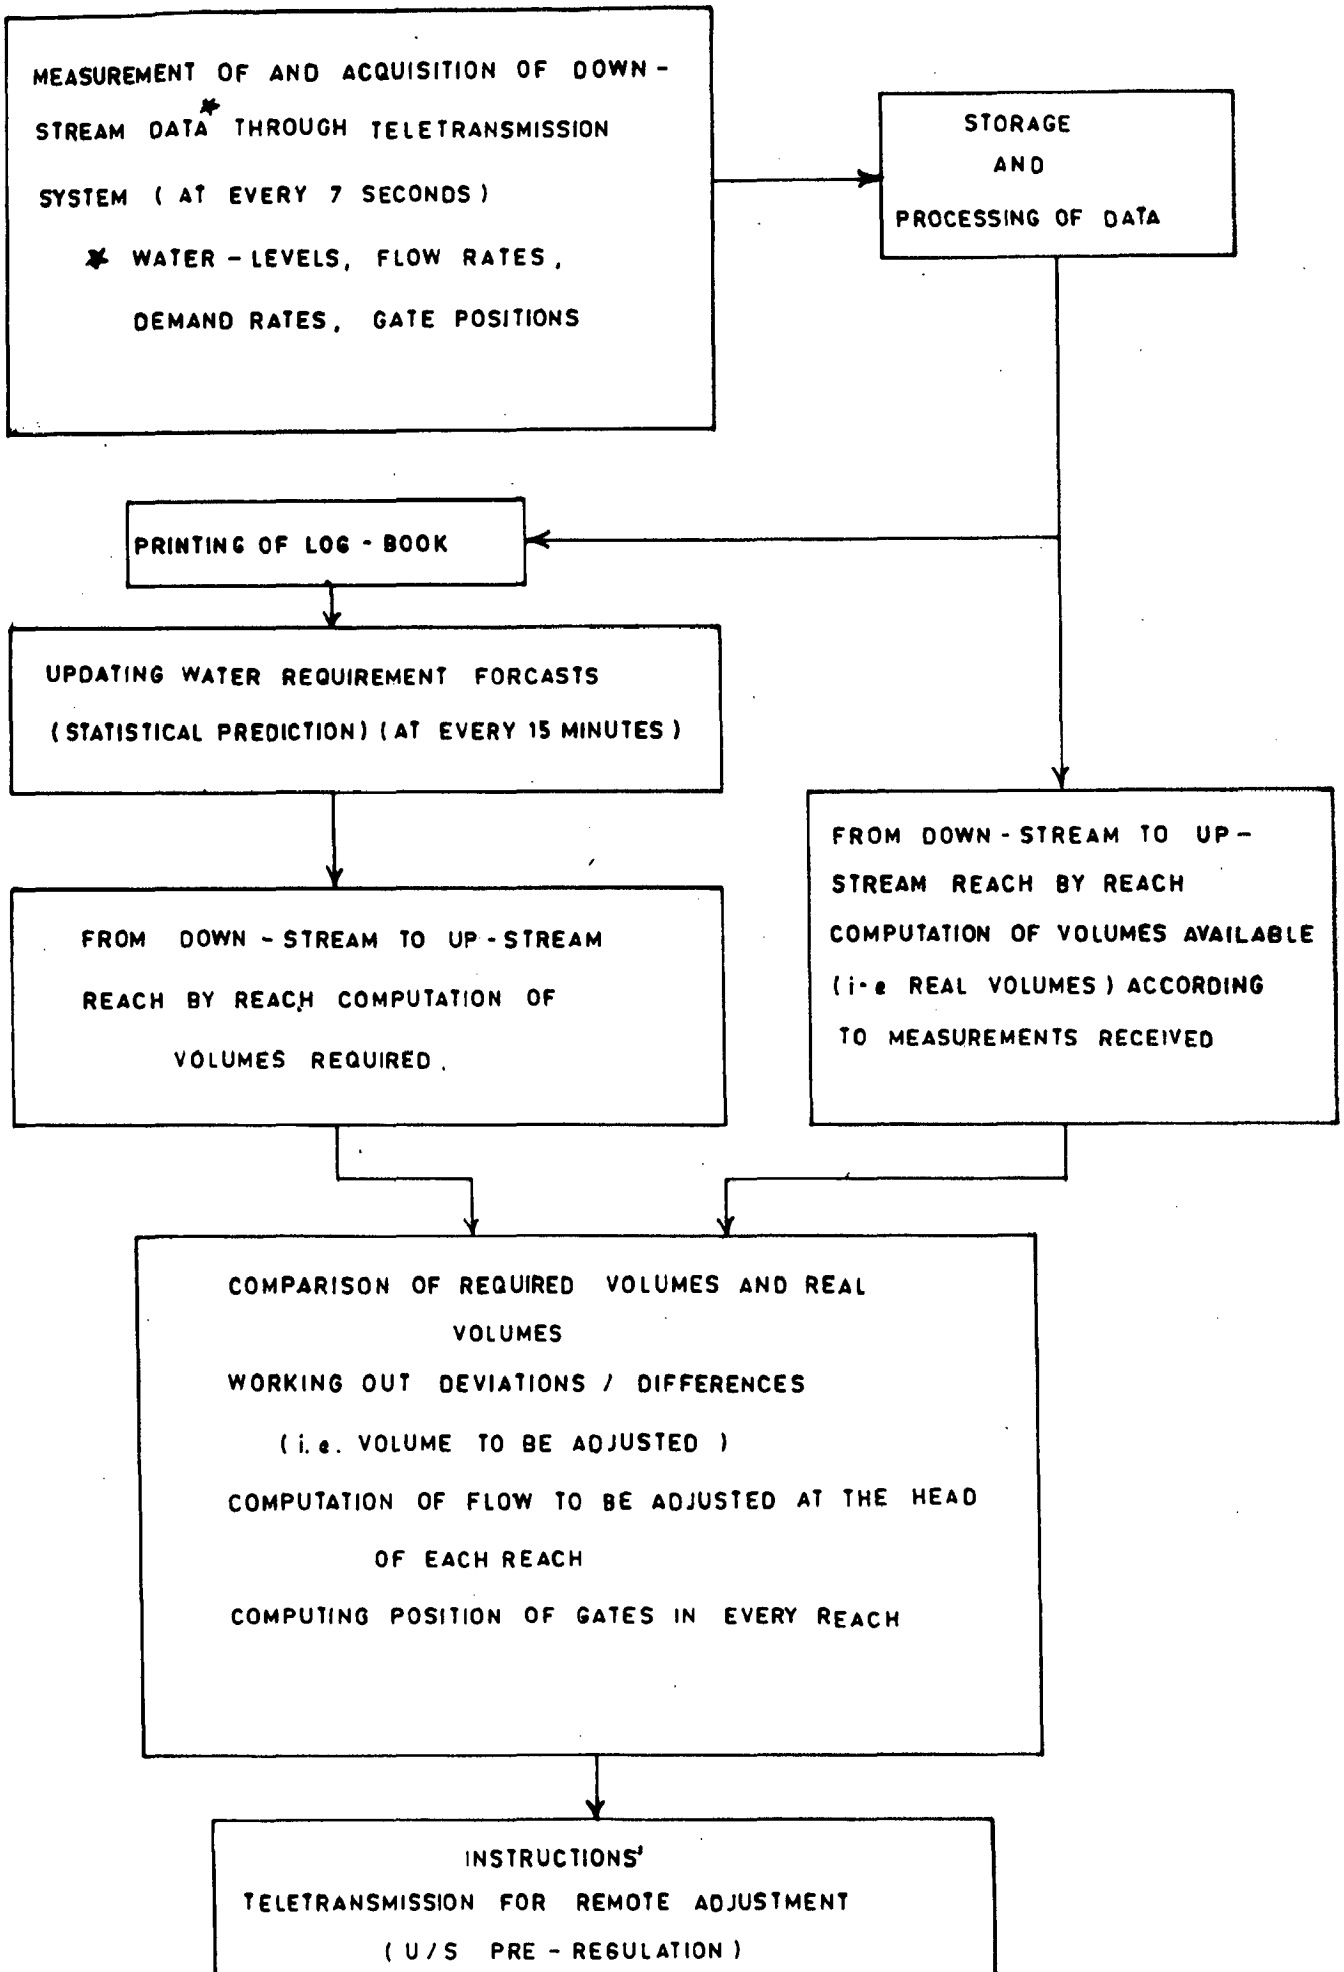 MEASUREMENT OF AND ACQUISITION OF DOWN -
STREAM DATA* THROUGH TELETRANSMISSION
SYSTEM ( AT EVERY 7 SECONDS )
* WATER - LEVELS, FLOW RATES,
DEMAND RATES, GATE POSITIONS
STORAGE
AND
PROCESSING OF DATA
PRINTING OF LOG - BOOK
UPDATING WATER REQUIREMENT FORCASTS
(STATISTICAL PREDICTION) (AT EVERY 15 MINUTES)
FROM DOWN - STREAM TO UP - STREAM
REACH BY REACH COMPUTATION OF
VOLUMES REQUIRED.
FROM DOWN - STREAM TO UP -
STREAM REACH BY REACH
COMPUTATION OF VOLUMES AVAILABLE
(i-e REAL VOLUMES) ACCORDING
TO MEASUREMENTS RECEIVED
COMPARISON OF REQUIRED VOLUMES AND REAL
VOLUMES
WORKING OUT DEVIATIONS / DIFFERENCES
(i.e. VOLUME TO BE ADJUSTED)
COMPUTATION OF FLOW TO BE ADJUSTED AT THE HEAD
OF EACH REACH
COMPUTING POSITION OF GATES IN EVERY REACH
INSTRUCTIONS'
TELETRANSMISSION FOR REMOTE ADJUSTMENT
( U/S PRE - REGULATION )